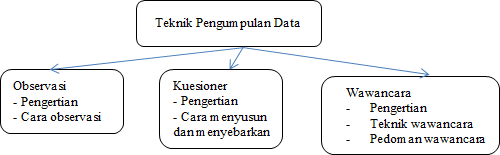 Teknik Pengumpulan Data
Observasi
- Pengertian
- Cara observasi
Kuesioner
- Pengertian
- Cara menyusun
dan menyebarkan
Wawancara
- Pengertian
- Teknik wawancara
- Pedoman wawancara